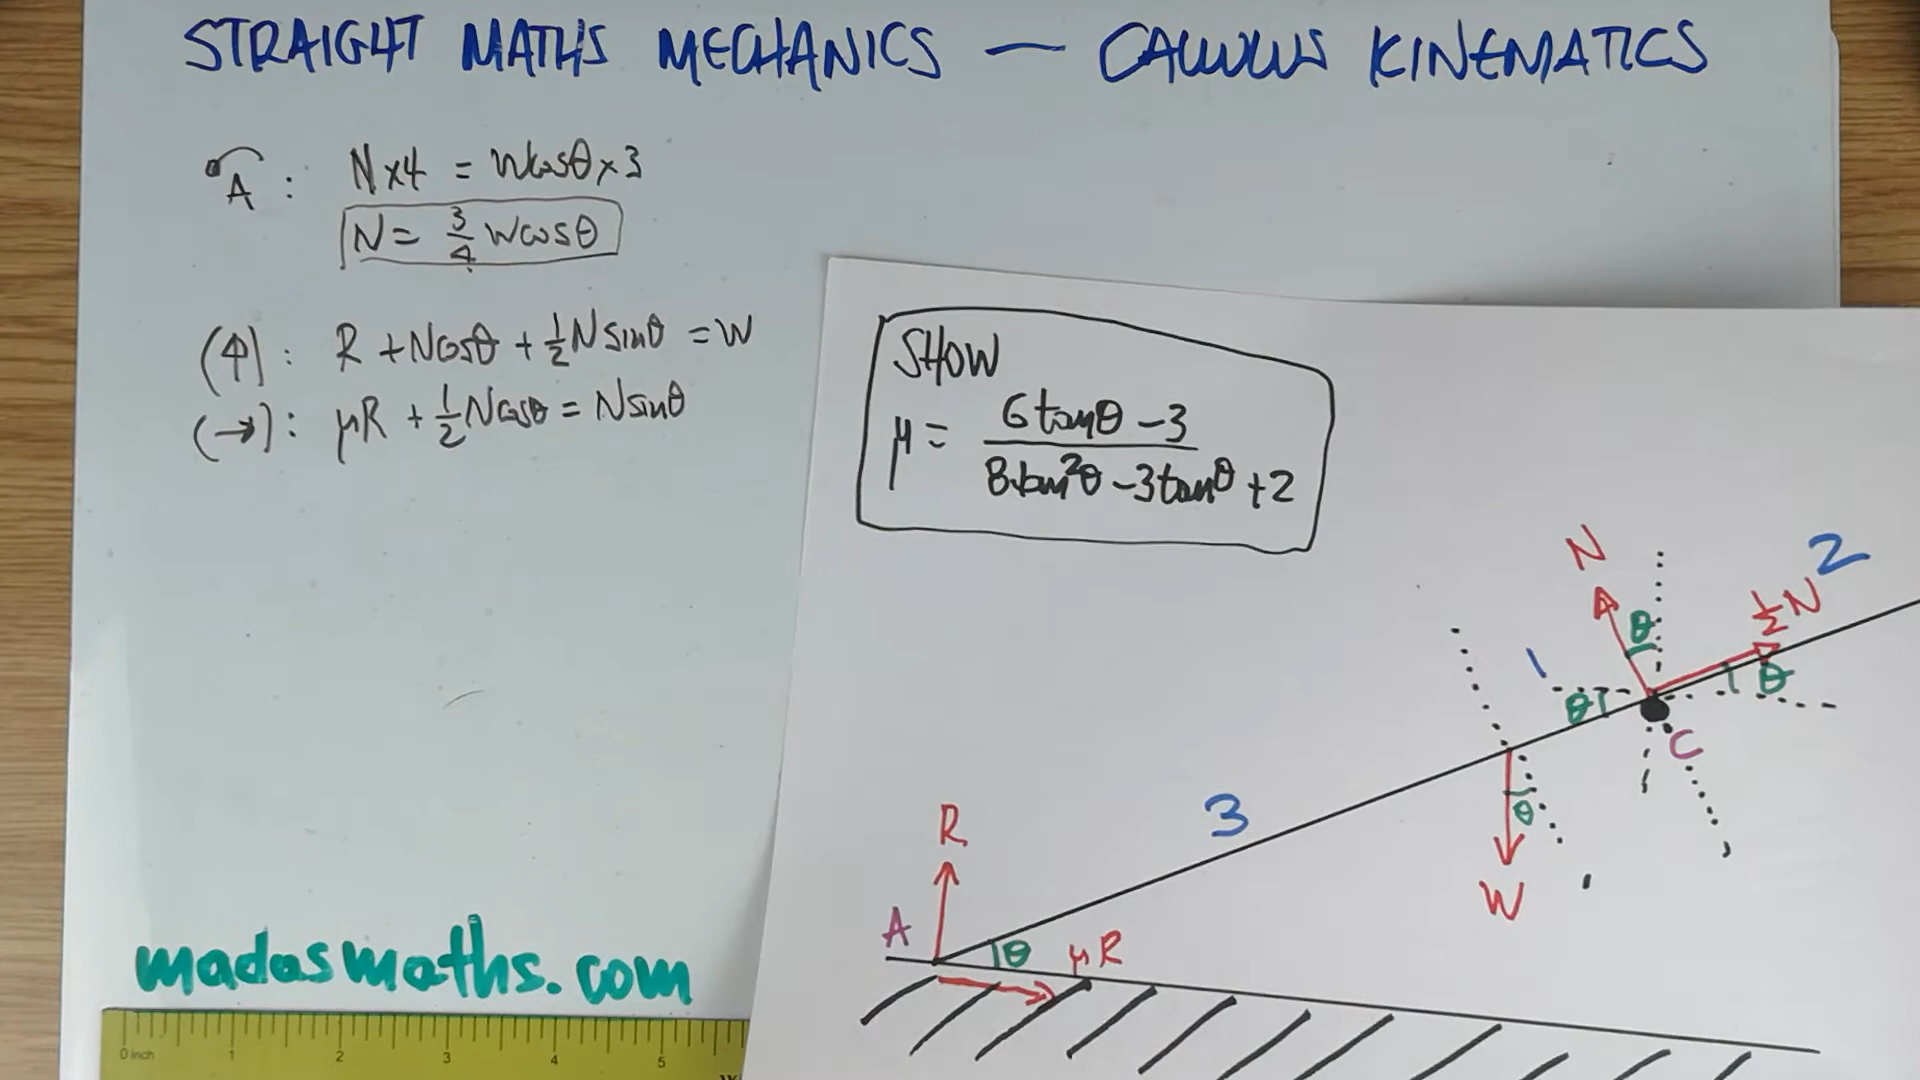 STRAIGHT MATHS MECHANICS — CALCULUS KINEMATICS
A : N×4 = Wcosθ×3
N = 3/4 Wcosθ
(↑) : R + Ncosθ + 1/2 N sinθ = W
(→) : μR + 1/2 Ncosθ = Nsinθ
SHOW
μ = (6tanθ - 3)/(8tan²θ - 3tanθ + 2)
N
2
θ
1/2 N
1
θ
θ
C
3
θ
R
W
A
θ
μR
madasmaths.com
0 inch 1 2 3 4 5